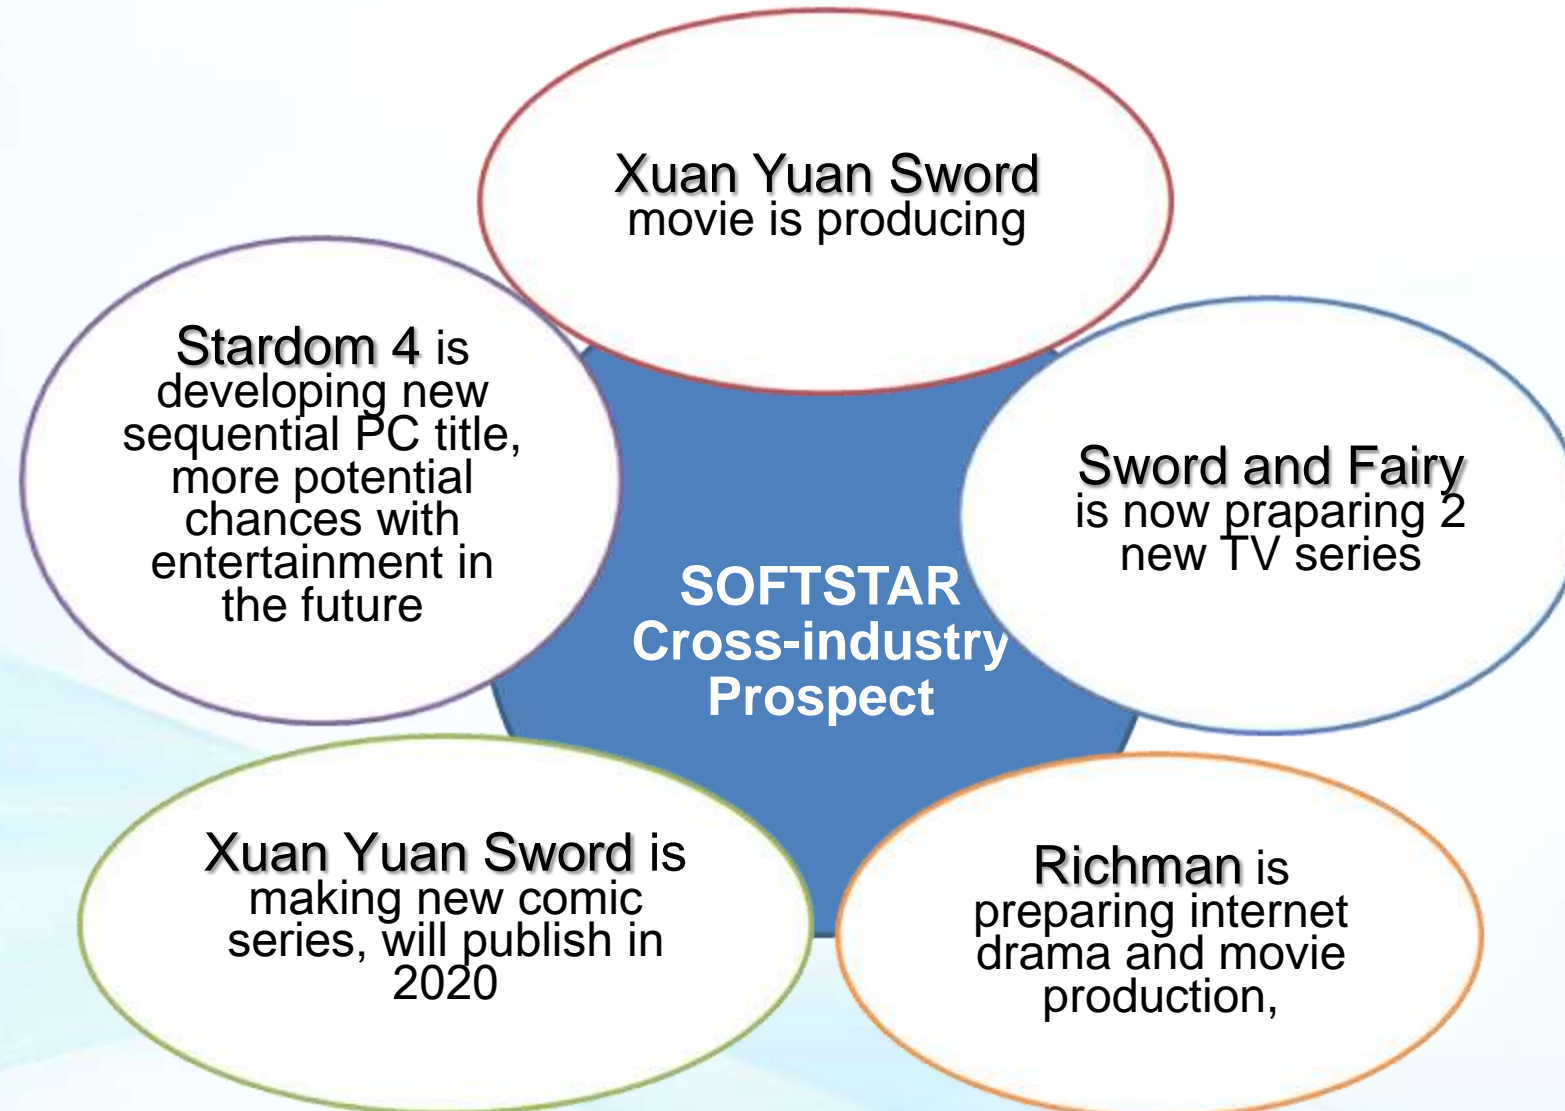 Xuan Yuan Sword
movie is producing
Stardom 4 is
developing new
sequential PC title,
more potential
chances with
entertainment in
the future
Sword and Fairy
is now praparing 2
new TV series
SOFTSTAR
Cross-industry
Prospect
Xuan Yuan Sword is
making new comic
series, will publish in
2020
Richman is
preparing internet
drama and movie
production,